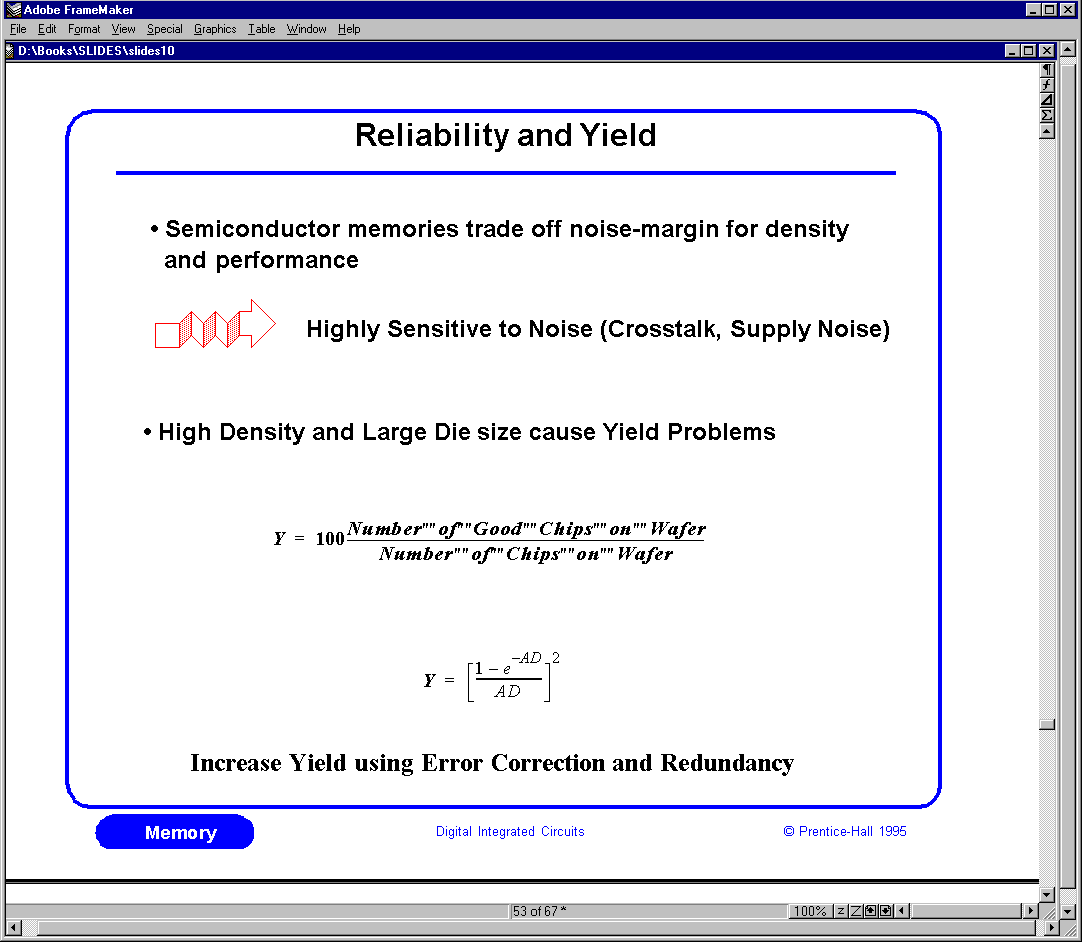 Adobe FrameMaker
File Edit Format View Special Graphics Table Window Help
D:\Books\SLIDES\slides10
Reliability and Yield
• Semiconductor memories trade off noise-margin for density
and performance
Highly Sensitive to Noise (Crosstalk, Supply Noise)
• High Density and Large Die size cause Yield Problems
Y = 100 Number""of""Good""Chips""on""Wafer
Number""of""Chips""on""Wafer
Y = [1 – e^–AD / AD]^2
Increase Yield using Error Correction and Redundancy
Memory
Digital Integrated Circuits
© Prentice-Hall 1995
53 of 67 *
100%